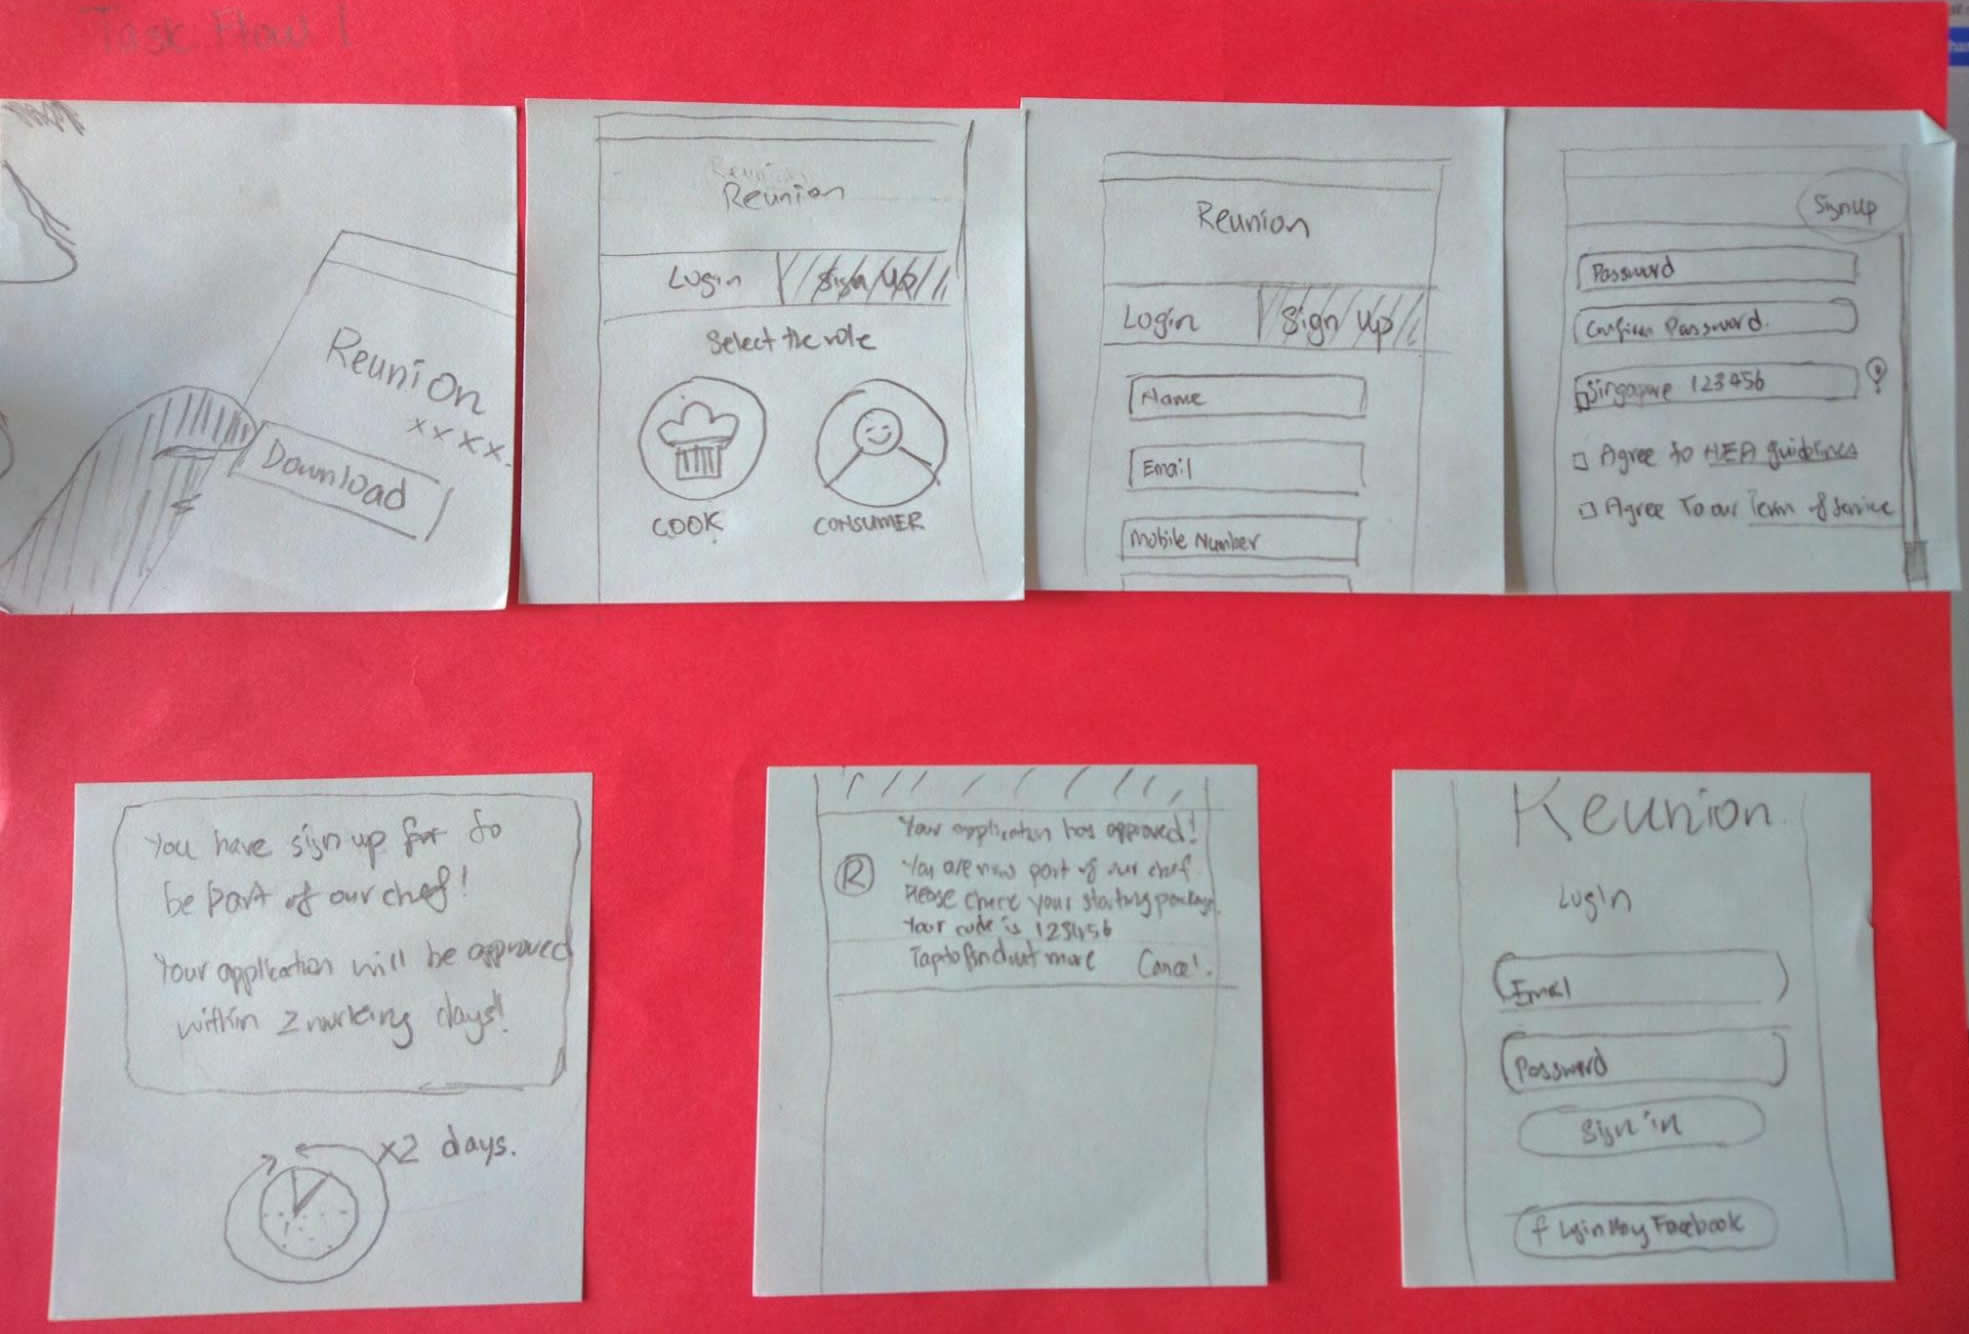 Task Flow 1
Reunion
xxxx.
Download
Reunion
Reunion
Login Sign Up
Select the role
COOK CONSUMER
Reunion
Login Sign Up
Name
Email
Mobile Number
Sign Up
Password
Confirm Password.
Singapore 123456
Agree to HEA guidelines
Agree To our Term of Service
You have sign up for to
be part of our chef!
Your application will be approved
within 2 working days!
x2 days.
Your application has approved!
R
You are now part of our chef.
Please check your starting package.
Your code is 123456
Tap to find out more Cancel.
Reunion
Login
Email
Password
Sign in
f Login Facebook